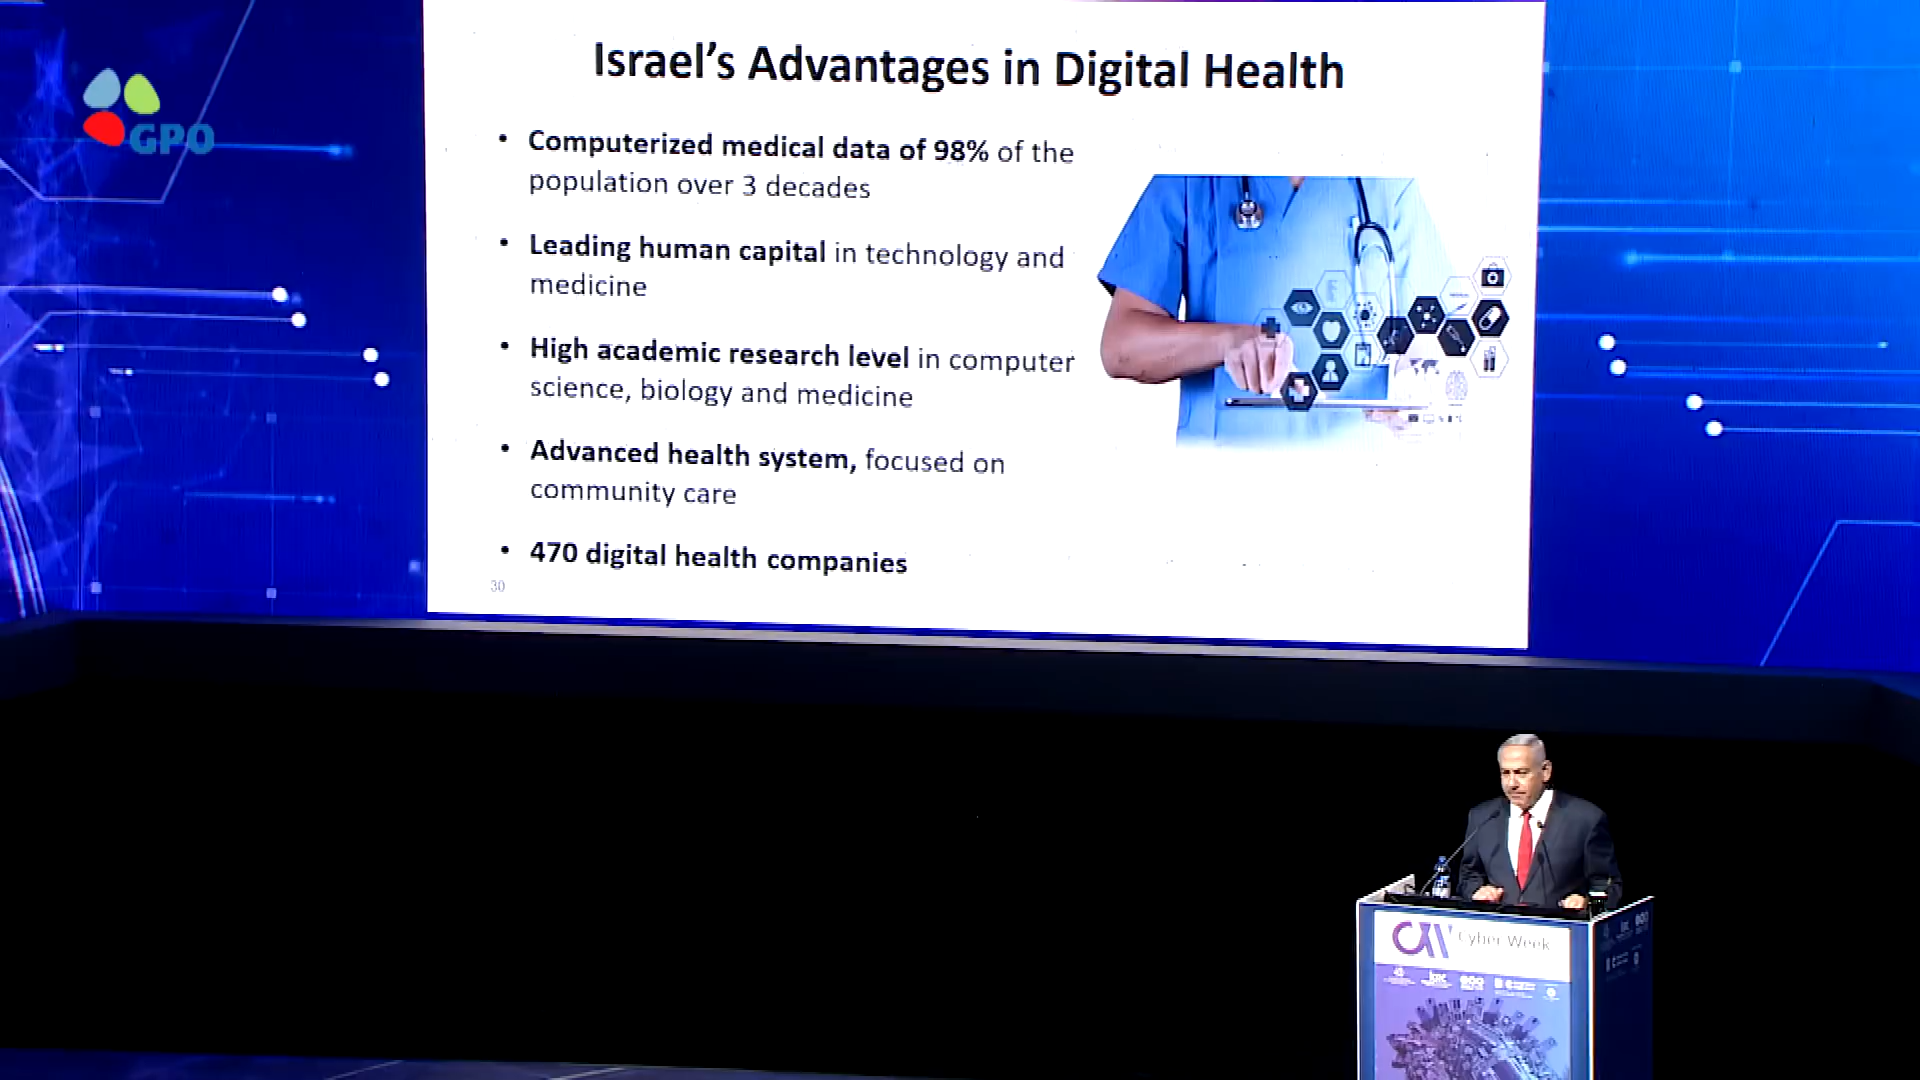 Israel's Advantages in Digital Health
GPO
• Computerized medical data of 98% of the
population over 3 decades
• Leading human capital in technology and
medicine
• High academic research level in computer
science, biology and medicine
• Advanced health system, focused on
community care
• 470 digital health companies
30
CW Cyber Week